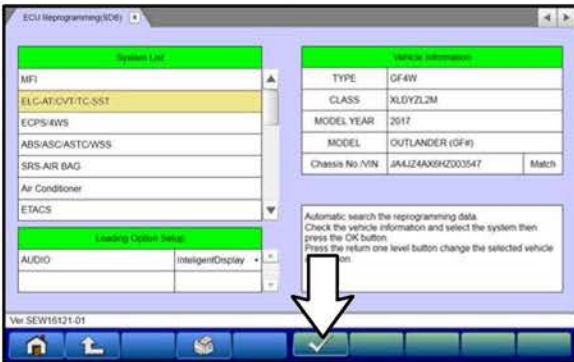 ECU Reprogramming(SDB)
System List
MFI
ELC-AT/CVT/TC-SST
ECPS/4WS
ABS/ASC/ASTC/WSS
SRS-AIR BAG
Air Conditioner
ETACS
Loading Option Setup
AUDIO InteligentDisplay
Vehicle Information
TYPE GF4W
CLASS XLDYZL2M
MODEL YEAR 2017
MODEL OUTLANDER (GF#)
Chassis No./VIN JA4JZ4AX6HZ003547 Match
Automatic search the reprogramming data.
Check the vehicle information and select the system then
press the OK button.
Press the return one level button change the selected vehicle
Ver.SEW16121-01